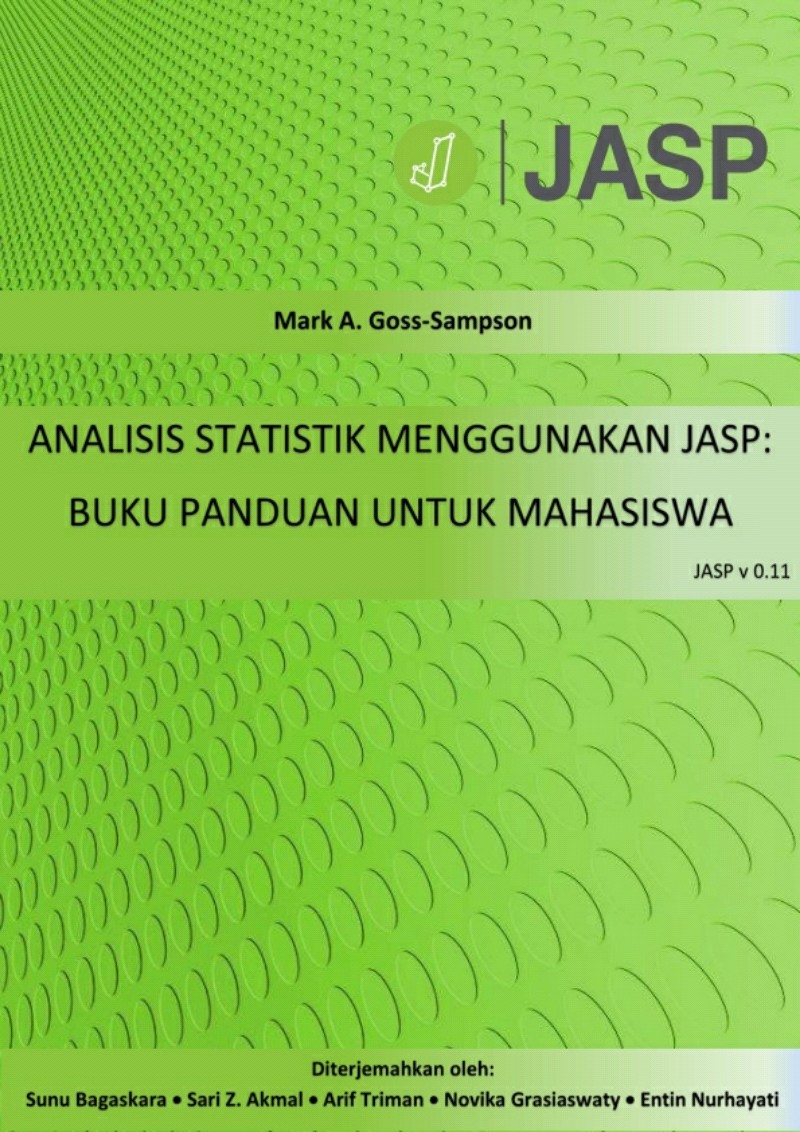 JASP
Mark A. Goss-Sampson
ANALISIS STATISTIK MENGGUNAKAN JASP:
BUKU PANDUAN UNTUK MAHASISWA
JASP v 0.11
Diterjemahkan oleh:
Sunu Bagaskara • Sari Z. Akmal • Arif Triman • Novika Grasiaswaty • Entin Nurhayati